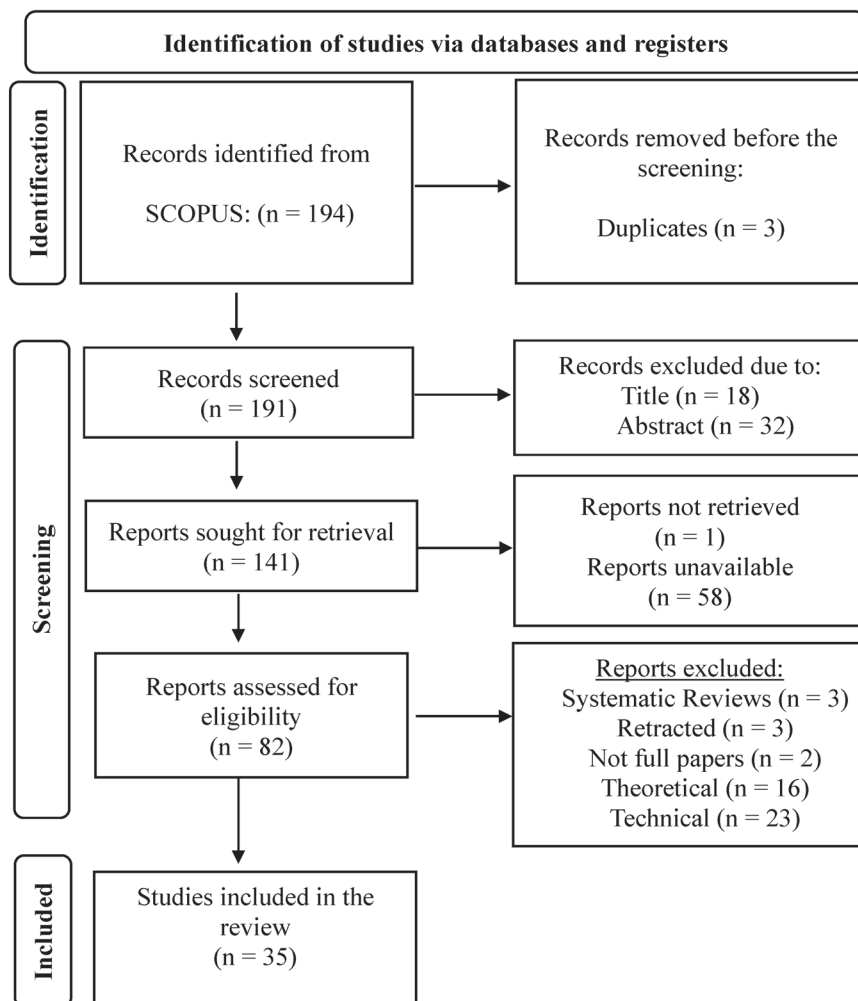 Identification of studies via databases and registers
Identification
Records identified from
SCOPUS: (n = 194)
Records removed before the
screening:
Duplicates (n = 3)
Screening
Records screened
(n = 191)
Records excluded due to:
Title (n = 18)
Abstract (n = 32)
Reports sought for retrieval
(n = 141)
Reports not retrieved
(n = 1)
Reports unavailable
(n = 58)
Reports assessed for
eligibility
(n = 82)
Reports excluded:
Systematic Reviews (n = 3)
Retracted (n = 3)
Not full papers (n = 2)
Theoretical (n = 16)
Technical (n = 23)
Included
Studies included in the
review
(n = 35)